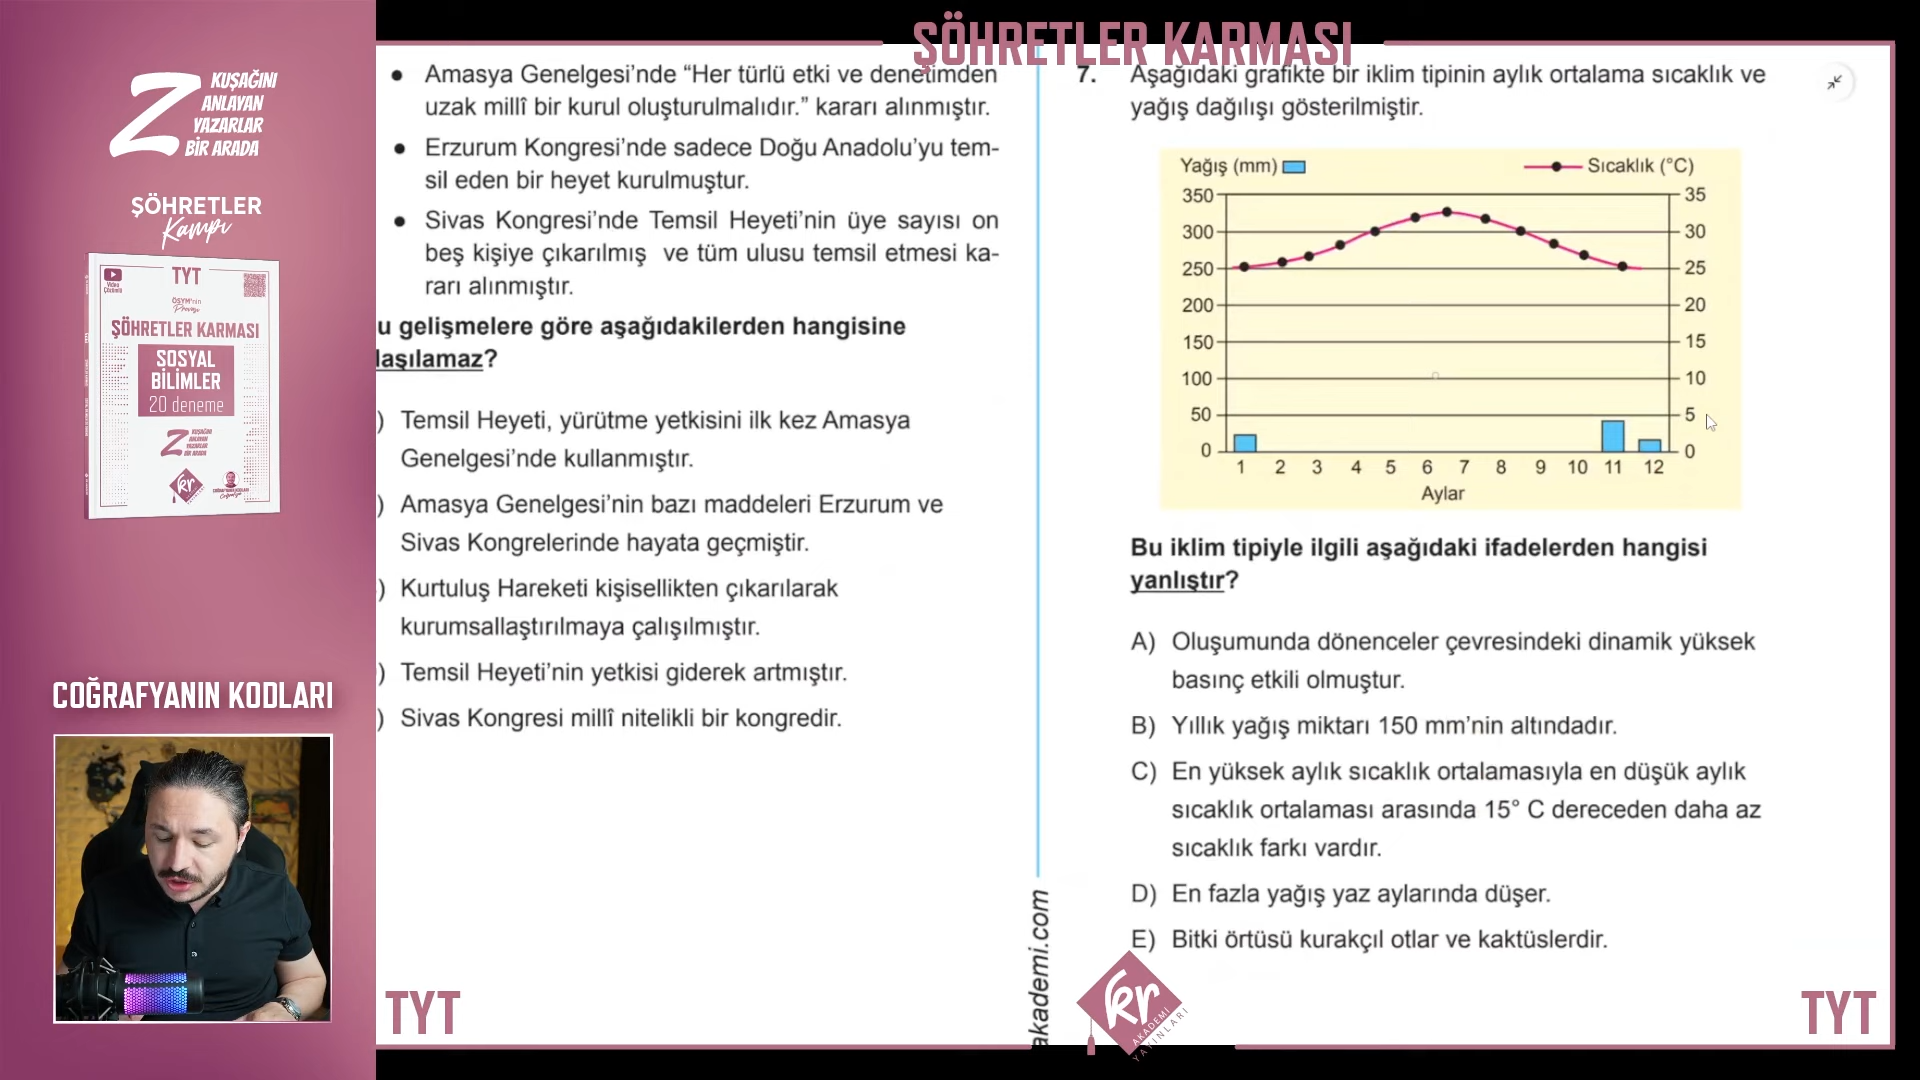 ŞÖHRETLER KARMASI
Z KUŞAĞINI
ANLAYAN
YAZARLAR
BİR ARADA
ŞÖHRETLER
Kampı
TYT
ÖSYM'nin
Provası
ŞÖHRETLER KARMASI
SOSYAL
BİLİMLER
20 deneme
COĞRAFYANIN KODLARI
• Amasya Genelgesi’nde “Her türlü etki ve denetimden
uzak millî bir kurul oluşturulmalıdır.” kararı alınmıştır.
• Erzurum Kongresi’nde sadece Doğu Anadolu’yu tem-
sil eden bir heyet kurulmuştur.
• Sivas Kongresi’nde Temsil Heyeti’nin üye sayısı on
beş kişiye çıkarılmış ve tüm ulusu temsil etmesi ka-
rarı alınmıştır.
u gelişmelere göre aşağıdakilerden hangisine
laşılamaz?
) Temsil Heyeti, yürütme yetkisini ilk kez Amasya
Genelgesi’nde kullanmıştır.
) Amasya Genelgesi’nin bazı maddeleri Erzurum ve
Sivas Kongrelerinde hayata geçmiştir.
) Kurtuluş Hareketi kişisellikten çıkarılarak
kurumsallaştırılmaya çalışılmıştır.
) Temsil Heyeti’nin yetkisi giderek artmıştır.
) Sivas Kongresi millî nitelikli bir kongredir.
TYT
akademi.com
7. Aşağıdaki grafikte bir iklim tipinin aylık ortalama sıcaklık ve
yağış dağılışı gösterilmiştir.
Yağış (mm) Sıcaklık (°C)
350 35
300 30
250 25
200 20
150 15
100 10
50 5
0 0
1 2 3 4 5 6 7 8 9 10 11 12
Aylar
Bu iklim tipiyle ilgili aşağıdaki ifadelerden hangisi
yanlıştır?
A) Oluşumunda dönenceler çevresindeki dinamik yüksek
basınç etkili olmuştur.
B) Yıllık yağış miktarı 150 mm’nin altındadır.
C) En yüksek aylık sıcaklık ortalamasıyla en düşük aylık
sıcaklık ortalaması arasında 15° C dereceden daha az
sıcaklık farkı vardır.
D) En fazla yağış yaz aylarında düşer.
E) Bitki örtüsü kurakçıl otlar ve kaktüslerdir.
kr
AKADEMİ
YAYINLARI
TYT